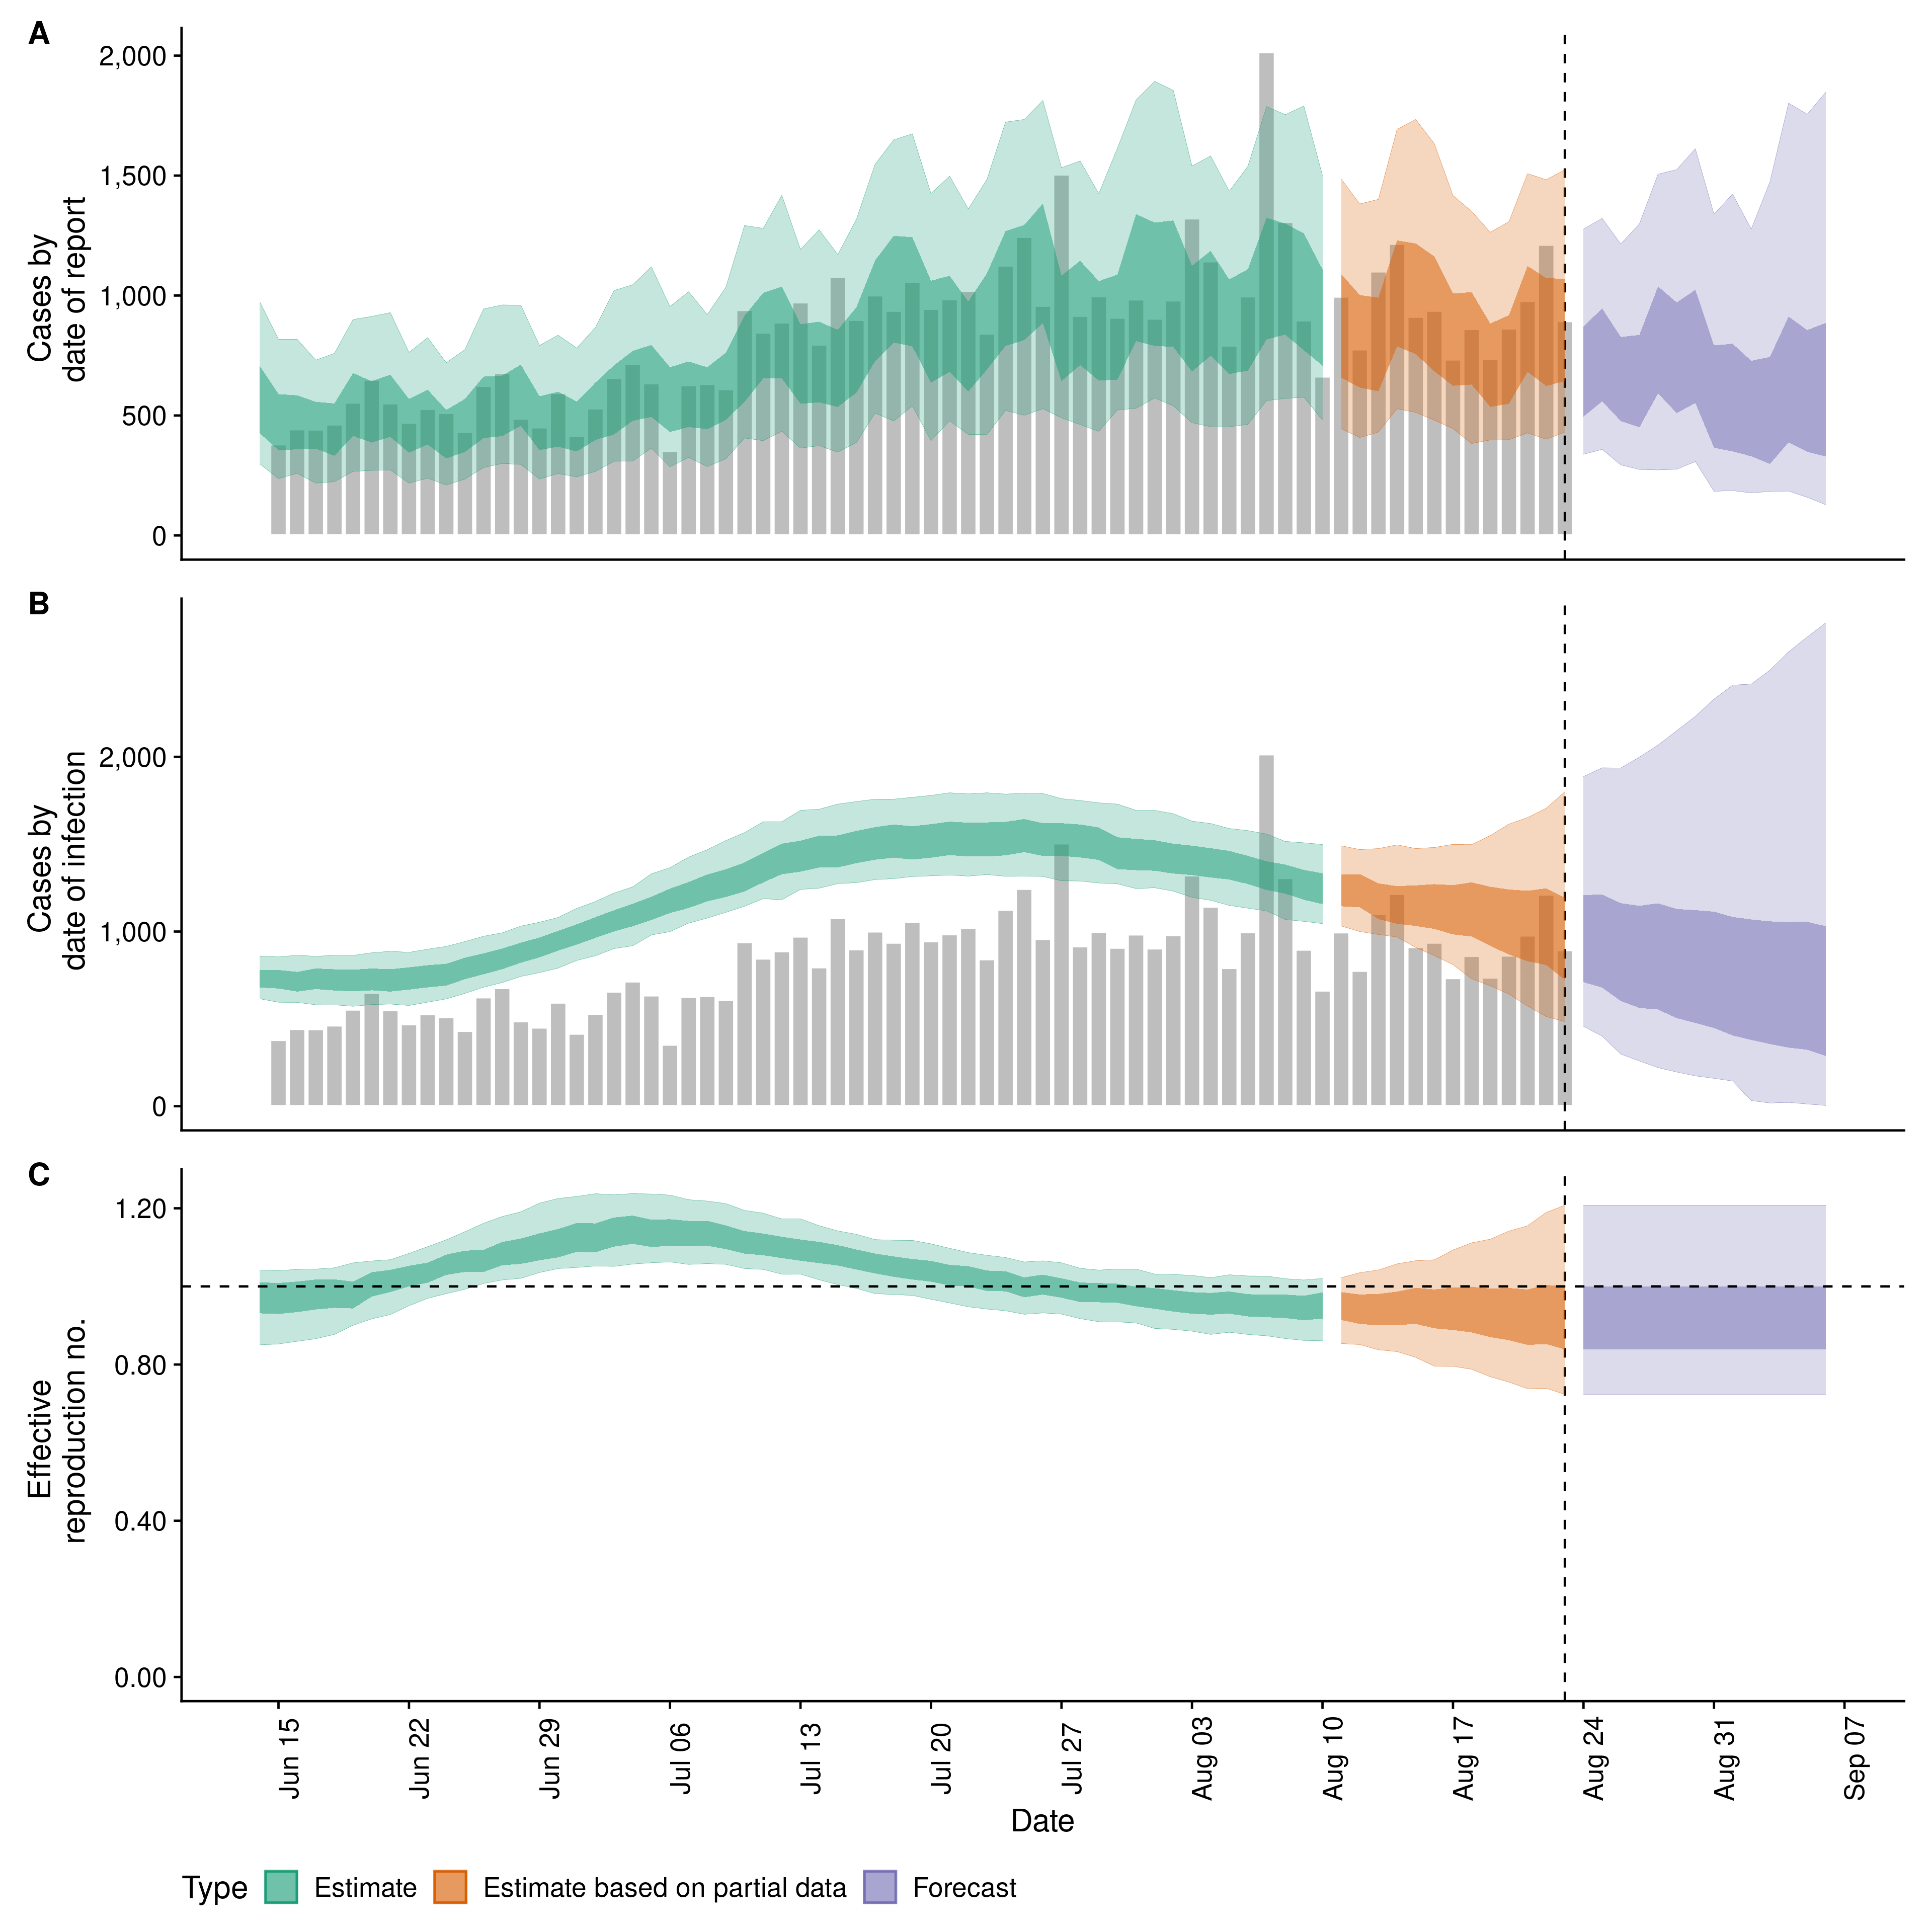 A
2,000
1,500
1,000
500
0
Cases by
date of report
B
2,000
1,000
0
Cases by
date of infection
C
1.20
0.80
0.40
0.00
Effective
reproduction no.
Jun 15
Jun 22
Jun 29
Jul 06
Jul 13
Jul 20
Jul 27
Aug 03
Aug 10
Aug 17
Aug 24
Aug 31
Sep 07
Date
Type Estimate Estimate based on partial data Forecast